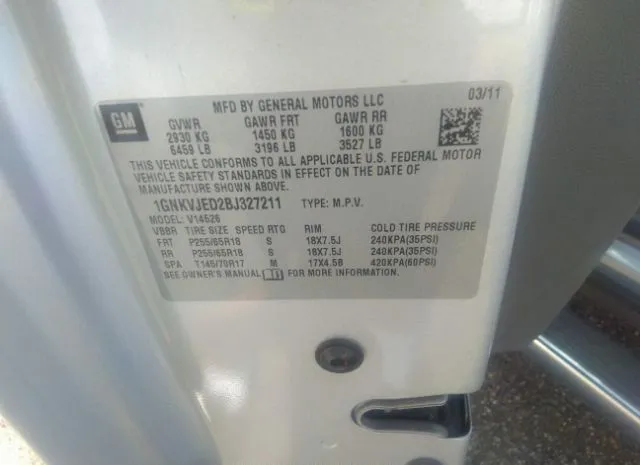 GM
MFD BY GENERAL MOTORS LLC
03/11
GVWR GAWR FRT GAWR RR
2930 KG 1450 KG 1600 KG
6459 LB 3196 LB 3527 LB
THIS VEHICLE CONFORMS TO ALL APPLICABLE U.S. FEDERAL MOTOR
VEHICLE SAFETY STANDARDS IN EFFECT ON THE DATE OF
MANUFACTURE SHOWN ABOVE.
1GNKVJED2BJ327211 TYPE: M.P.V.
MODEL: V14526
VBBR TIRE SIZE SPEED RTG RIM COLD TIRE PRESSURE
FRT P255/65R18 S 18X7.5J 240KPA(35PSI)
RR P255/65R18 S 18X7.5J 240KPA(35PSI)
SPA T145/70R17 M 17X4.5B 420KPA(60PSI)
SEE OWNER'S MANUAL FOR MORE INFORMATION.